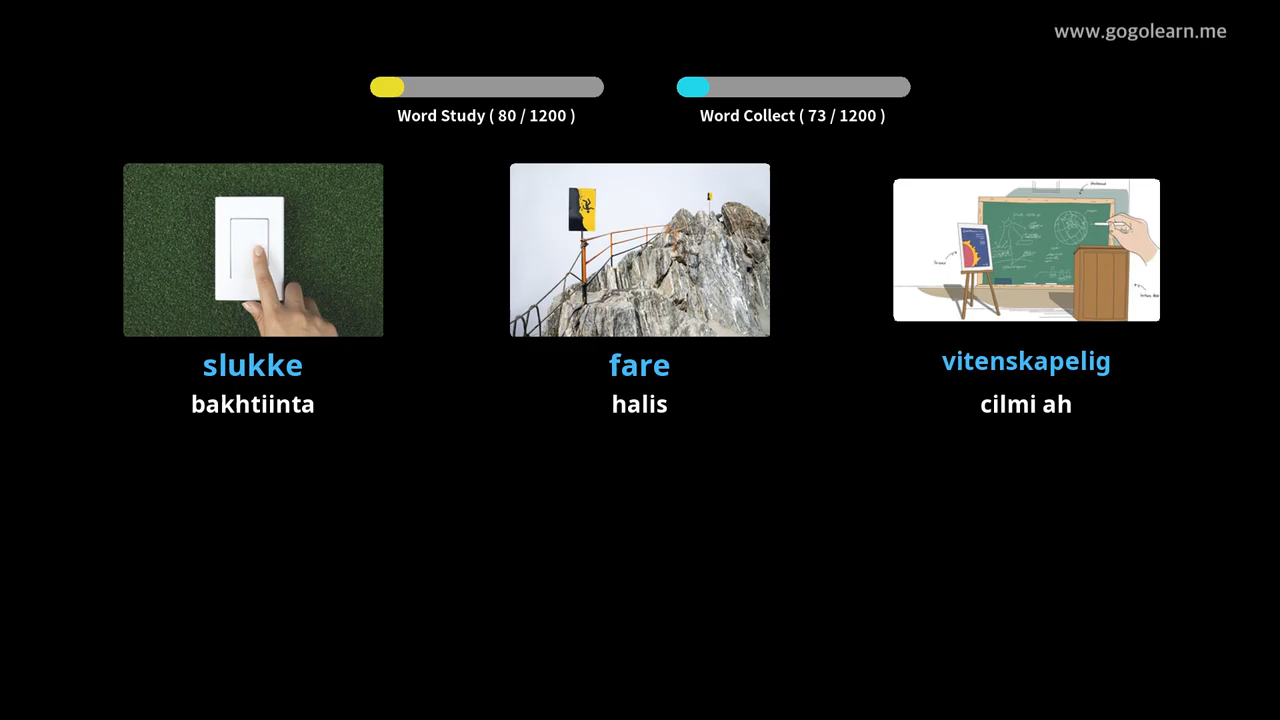 www.gogolearn.me
Word Study ( 80 / 1200 )
Word Collect ( 73 / 1200 )
slukke
bakhtiinta
fare
halis
vitenskapelig
cilmi ah